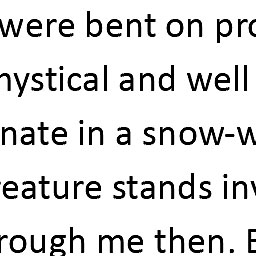 were bent on pro
nystical and well
nate in a snow-w
reature stands inv
rough me then. E